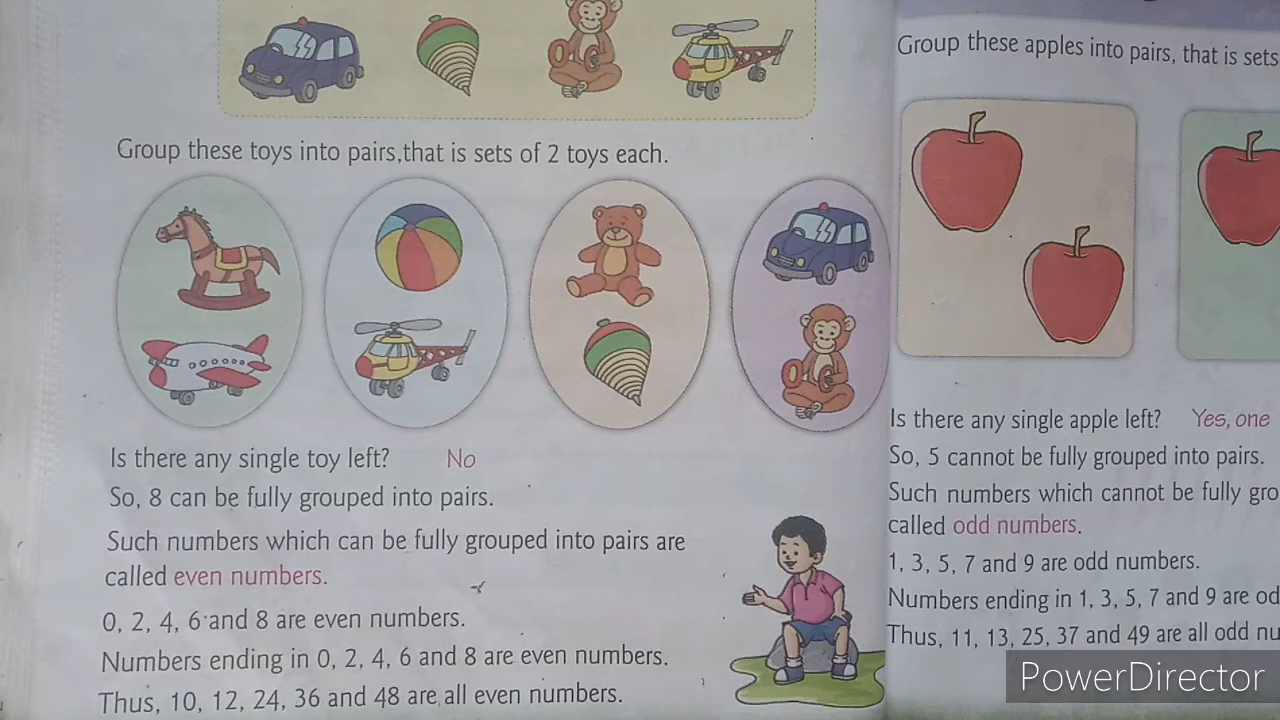 Group these toys into pairs,that is sets of 2 toys each.
Is there any single toy left? No
So, 8 can be fully grouped into pairs.
Such numbers which can be fully grouped into pairs are
called even numbers.
0, 2, 4, 6 and 8 are even numbers.
Numbers ending in 0, 2, 4, 6 and 8 are even numbers.
Thus, 10, 12, 24, 36 and 48 are all even numbers.
Group these apples into pairs, that is sets
Is there any single apple left? Yes, one
So, 5 cannot be fully grouped into pairs.
Such numbers which cannot be fully gro
called odd numbers.
1, 3, 5, 7 and 9 are odd numbers.
Numbers ending in 1, 3, 5, 7 and 9 are od
Thus, 11, 13, 25, 37 and 49 are all odd nu
PowerDirector